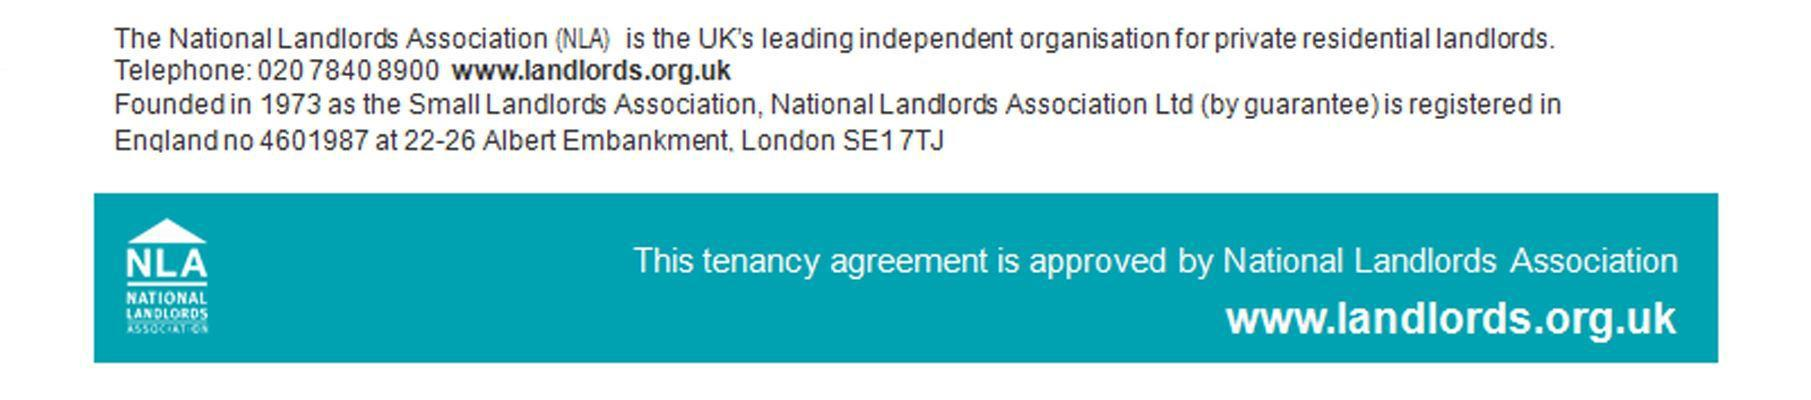 The National Landlords Association (NLA) is the UK's leading independent organisation for private residential landlords.
Telephone: 020 7840 8900 www.landlords.org.uk
Founded in 1973 as the Small Landlords Association, National Landlords Association Ltd (by guarantee) is registered in
England no 4601987 at 22-26 Albert Embankment, London SE1 7TJ
NLA
NATIONAL
LANDLORDS
ASSOCIATION
This tenancy agreement is approved by National Landlords Association
www.landlords.org.uk